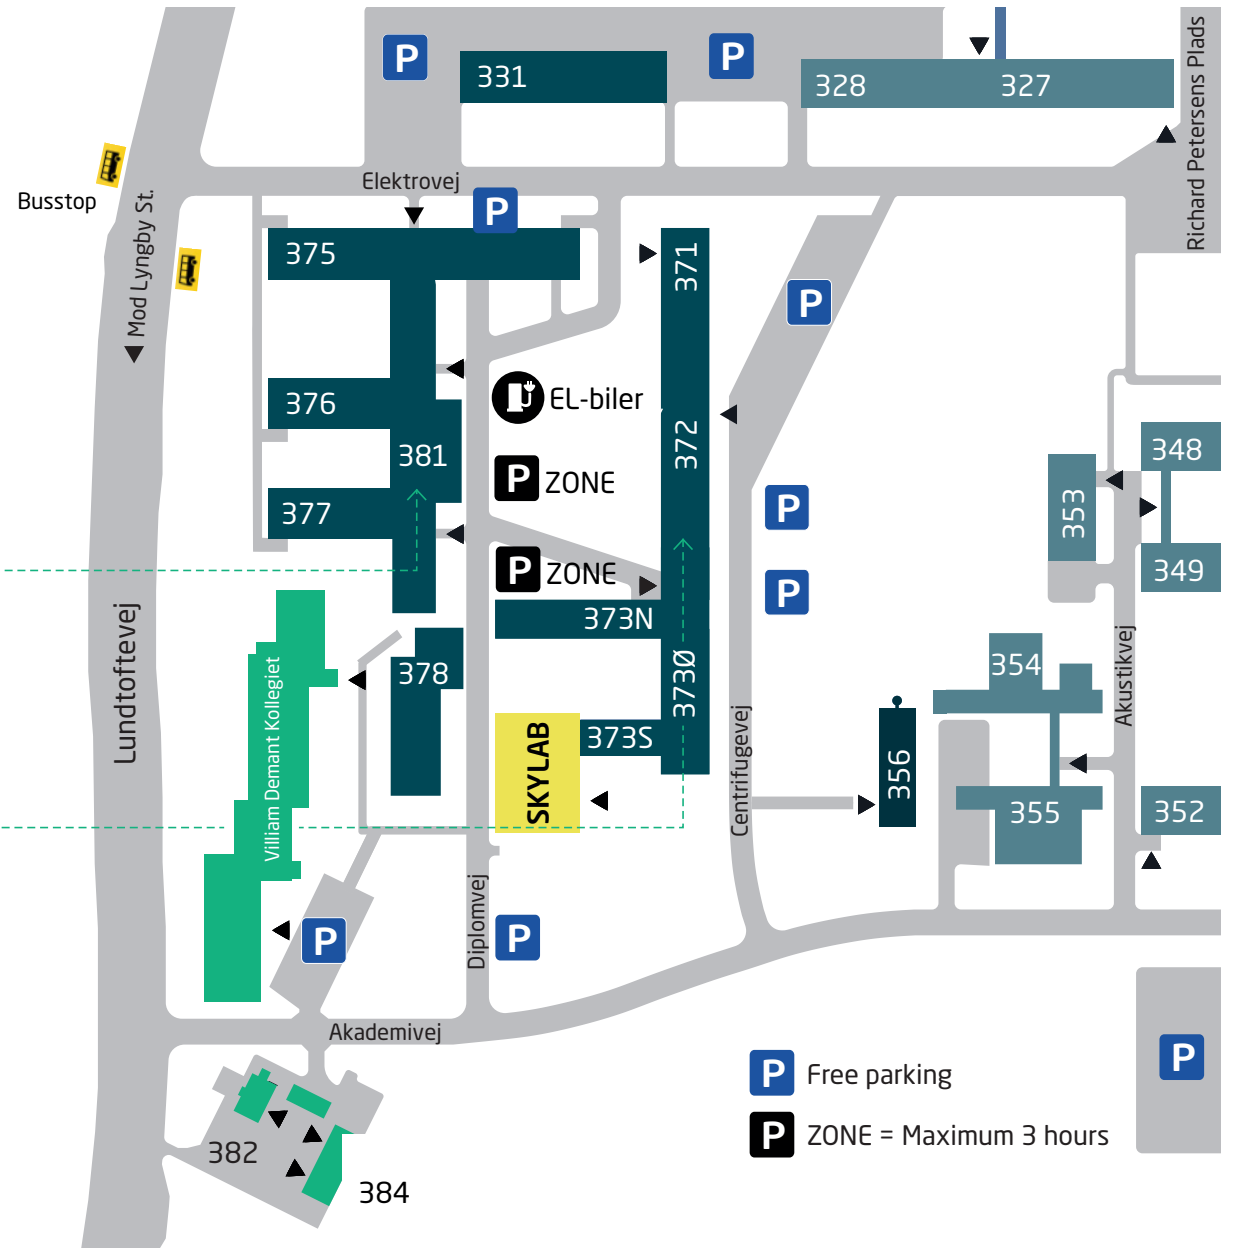 P
331
P
328
327
Richard Petersens Plads
Elektrovej
Busstop
P
Mod Lyngby St.
375
371
P
376
EL-biler
381
372
P ZONE
348
377
P
353
P ZONE
P
349
373N
Lundtoftevej
Villiam Demant Kollegiet
378
373Ø
354
Akustikvej
SKYLAB
373S
Centrifugevej
356
355
352
P
Diplomvej
P
Akademivej
P
P Free parking
P ZONE = Maximum 3 hours
382
384